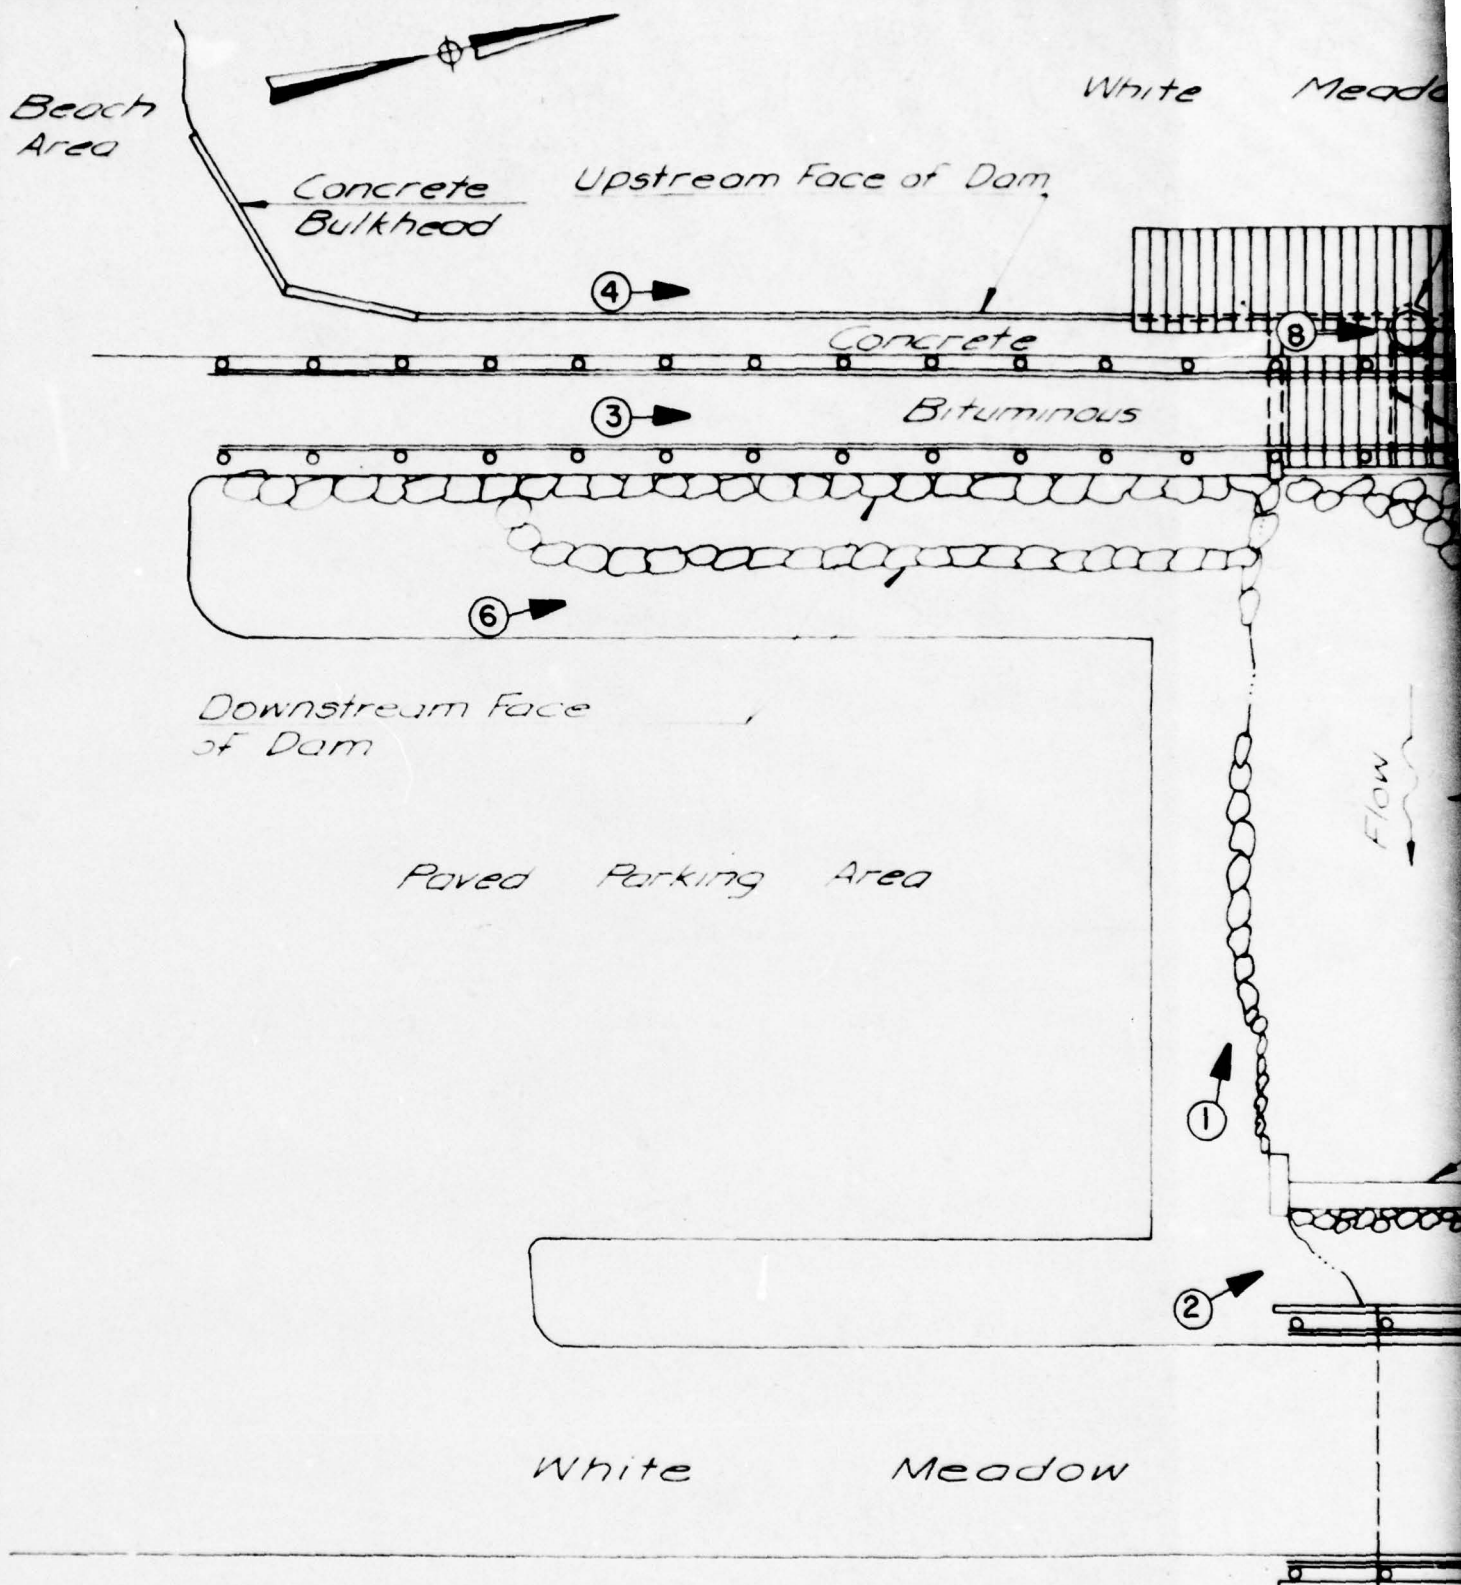 White Meado
Beach
Area
Concrete
Bulkhead
Upstream Face of Dam
4
8
Concrete
3
Bituminous
6
Downstream Face
of Dam
Flow
Paved Parking Area
1
2
White Meadow